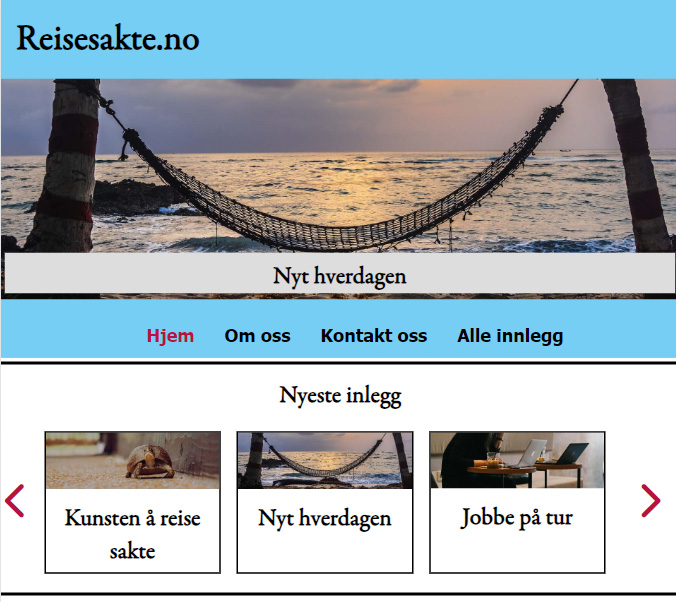 Reisesakte.no
Nyt hverdagen
Hjem Om oss Kontakt oss Alle innlegg
Nyeste inlegg
Kunsten å reise
sakte
Nyt hverdagen
Jobbe på tur